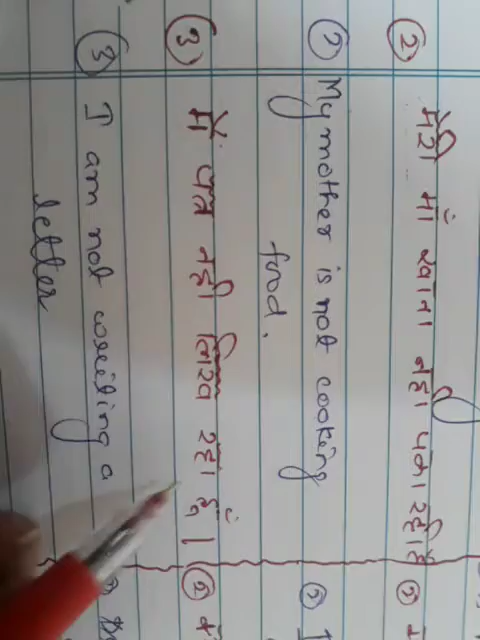 ② मेरी माँ खाना नही पका रही है
② My mother is not cooking
food.
③ मैं पत्र नही लिख रहा हूँ।
③ I am not writing a
letter